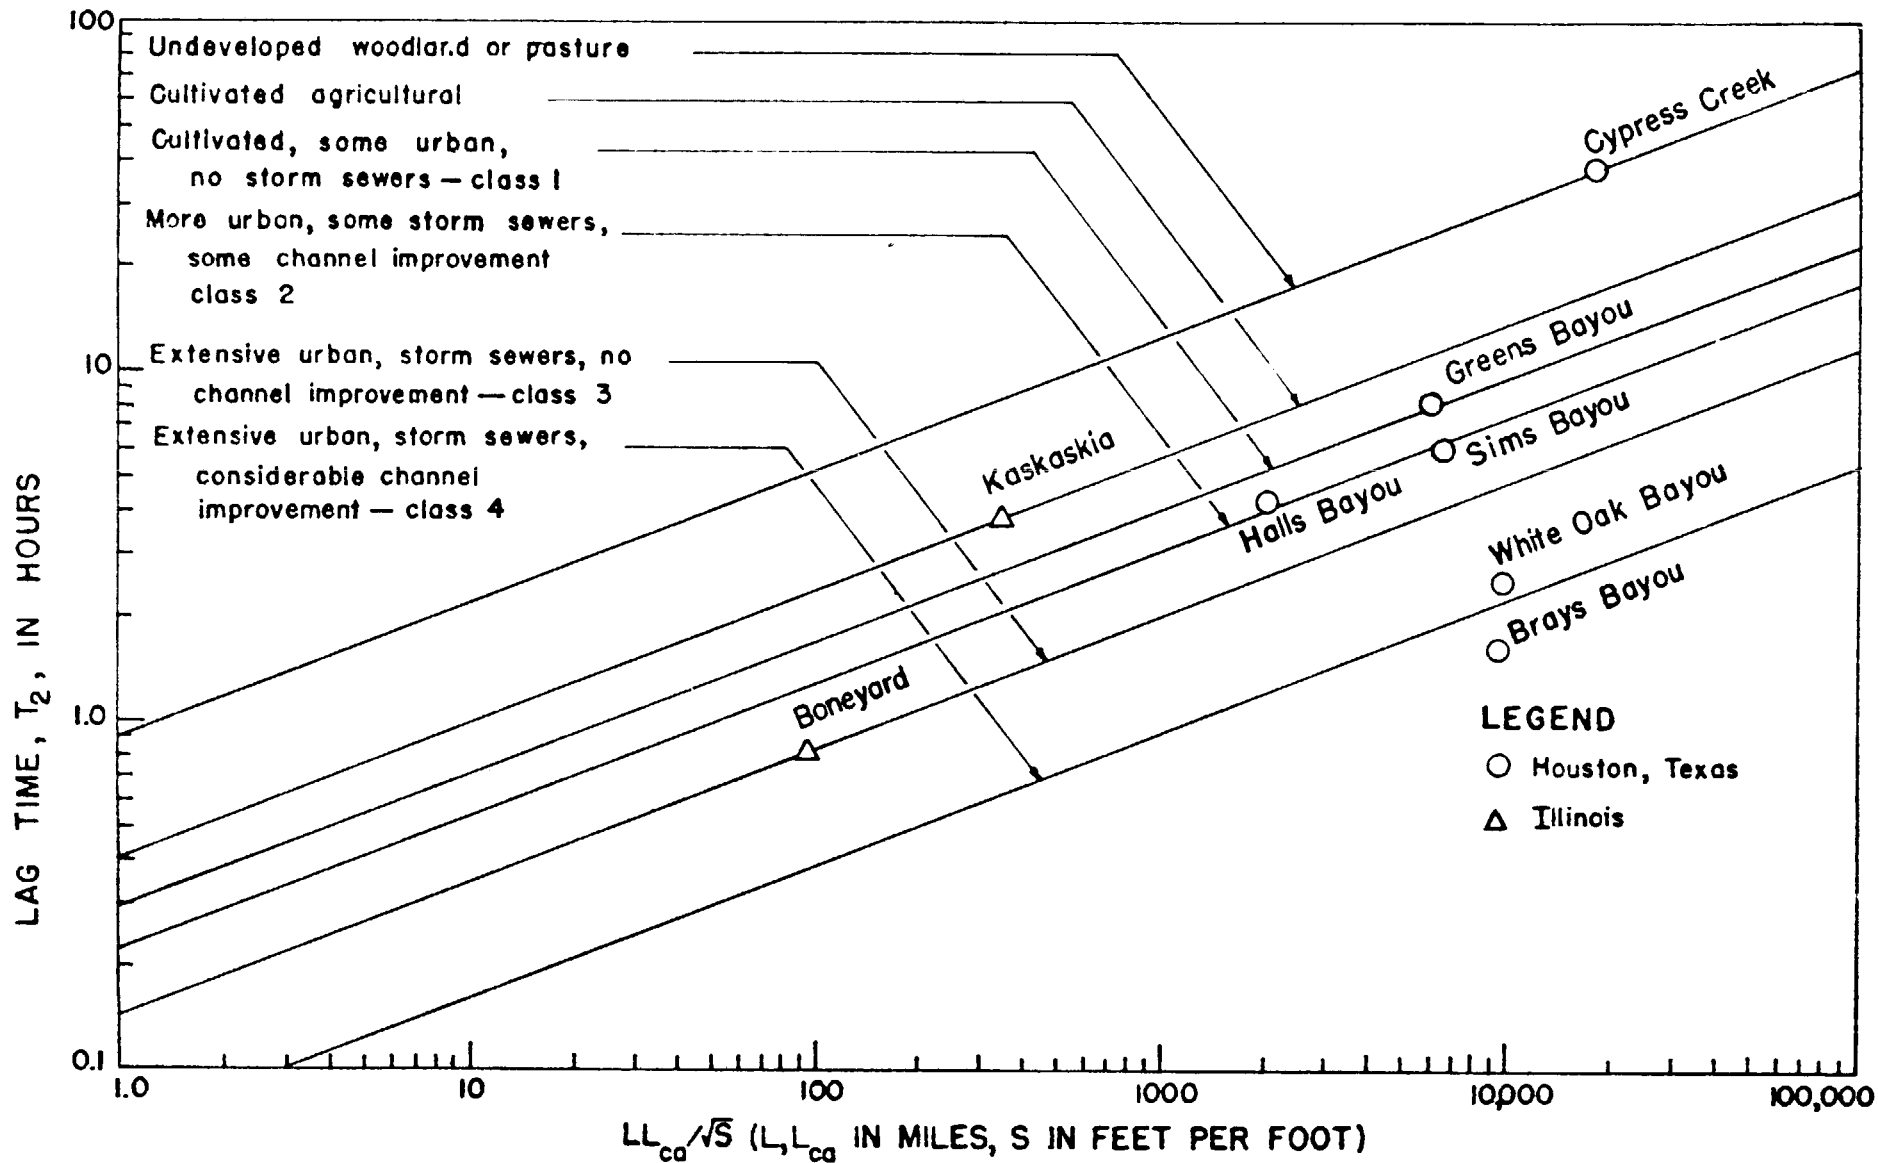 100
Undeveloped woodland or pasture
Cultivated agricultural
Cultivated, some urban,
no storm sewers — class 1
More urban, some storm sewers,
some channel improvement
class 2
10
Extensive urban, storm sewers, no
channel improvement — class 3
Extensive urban, storm sewers,
considerable channel
improvement — class 4
1.0
0.1
LAG TIME, T₂, IN HOURS
Cypress Creek
Greens Bayou
Kaskaskia
Sims Bayou
Halls Bayou
White Oak Bayou
Brays Bayou
Boneyard
LEGEND
Houston, Texas
Illinois
1.0 10 100 1000 10,000 100,000
LLca/√S (L, Lca IN MILES, S IN FEET PER FOOT)